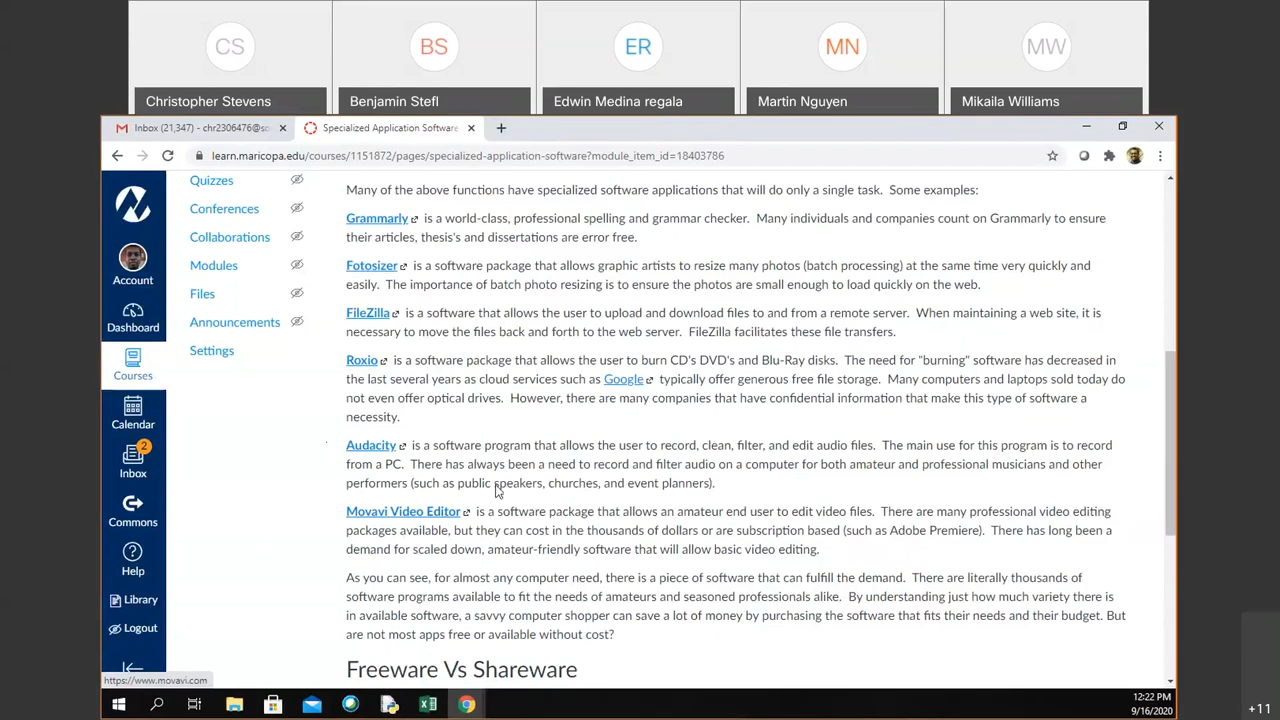 CS
BS
ER
MN
MW
Christopher Stevens
Benjamin Stefl
Edwin Medina regala
Martin Nguyen
Mikaila Williams
Inbox (21,347) - chr2306476@so
Specialized Application Software
learn.maricopa.edu/courses/1151872/pages/specialized-application-software?module_item_id=18403786
Account
Dashboard
Courses
Calendar
2
Inbox
Commons
Help
Library
Logout
Quizzes
Conferences
Collaborations
Modules
Files
Announcements
Settings
Many of the above functions have specialized software applications that will do only a single task. Some examples:
Grammarly is a world-class, professional spelling and grammar checker. Many individuals and companies count on Grammarly to ensure
their articles, thesis's and dissertations are error free.
Fotosizer is a software package that allows graphic artists to resize many photos (batch processing) at the same time very quickly and
easily. The importance of batch photo resizing is to ensure the photos are small enough to load quickly on the web.
FileZilla is a software that allows the user to upload and download files to and from a remote server. When maintaining a web site, it is
necessary to move the files back and forth to the web server. FileZilla facilitates these file transfers.
Roxio is a software package that allows the user to burn CD's DVD's and Blu-Ray disks. The need for "burning" software has decreased in
the last several years as cloud services such as Google typically offer generous free file storage. Many computers and laptops sold today do
not even offer optical drives. However, there are many companies that have confidential information that make this type of software a
necessity.
Audacity is a software program that allows the user to record, clean, filter, and edit audio files. The main use for this program is to record
from a PC. There has always been a need to record and filter audio on a computer for both amateur and professional musicians and other
performers (such as public speakers, churches, and event planners).
Movavi Video Editor is a software package that allows an amateur end user to edit video files. There are many professional video editing
packages available, but they can cost in the thousands of dollars or are subscription based (such as Adobe Premiere). There has long been a
demand for scaled down, amateur-friendly software that will allow basic video editing.
As you can see, for almost any computer need, there is a piece of software that can fulfill the demand. There are literally thousands of
software programs available to fit the needs of amateurs and seasoned professionals alike. By understanding just how much variety there is
in available software, a savvy computer shopper can save a lot of money by purchasing the software that fits their needs and their budget. But
are not most apps free or available without cost?
Freeware Vs Shareware
https://www.movavi.com
12:22 PM
9/16/2020
+11